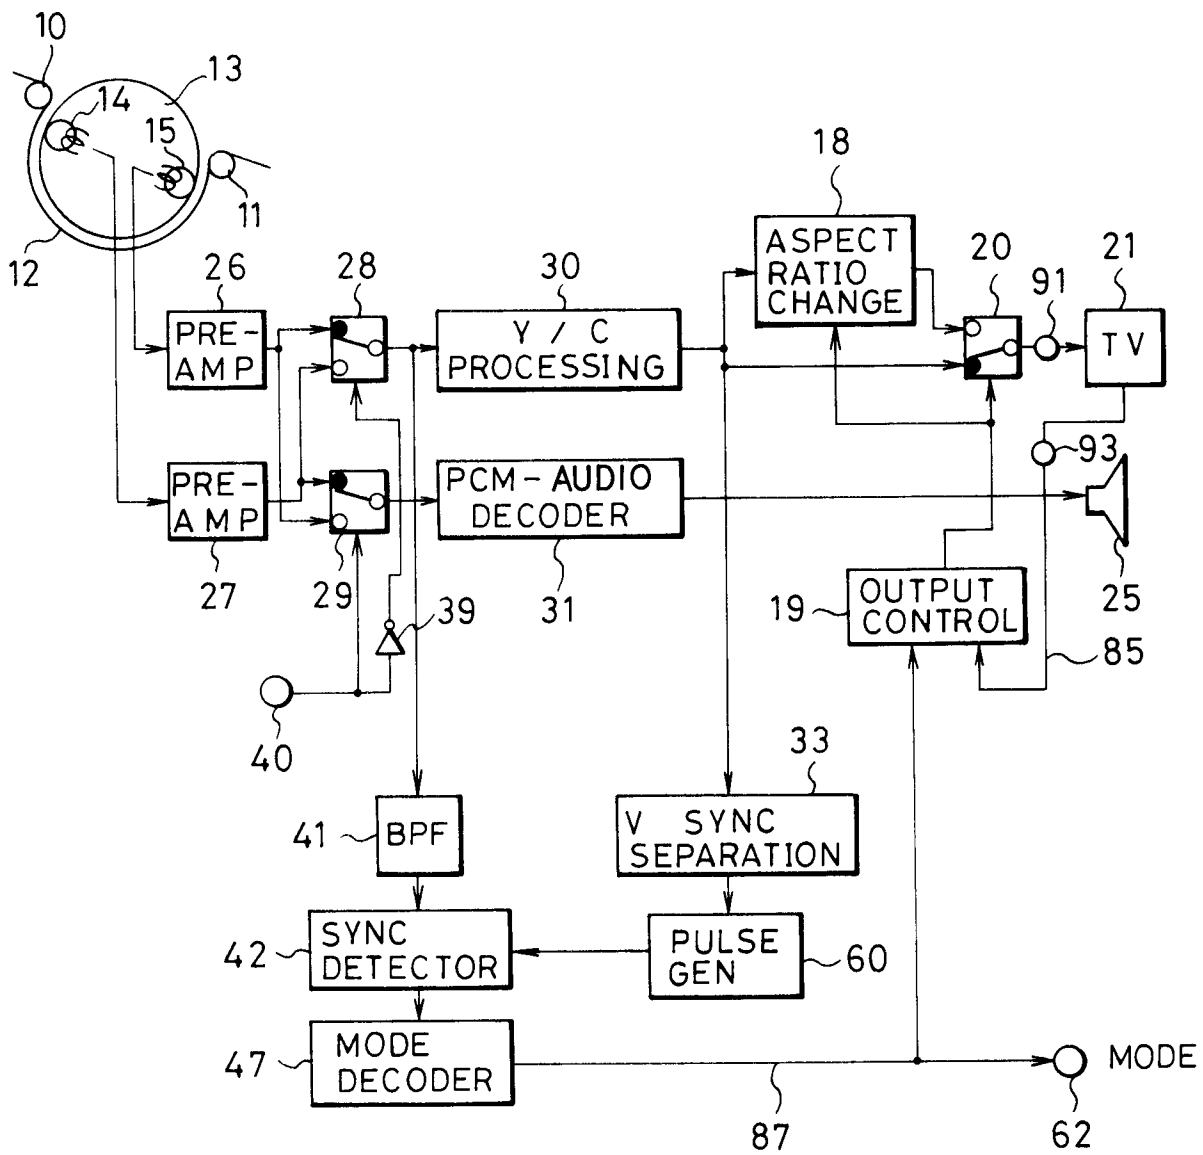 10
13
14
15
11
12
18
ASPECT
RATIO
CHANGE
20
91
21
TV
26
PRE-
AMP
28
30
Y / C
PROCESSING
93
PRE-
AMP
27
29
PCM-AUDIO
DECODER
31
25
39
19
OUTPUT
CONTROL
85
40
33
V SYNC
SEPARATION
41
BPF
42
SYNC
DETECTOR
PULSE
GEN
60
47
MODE
DECODER
MODE
87
62